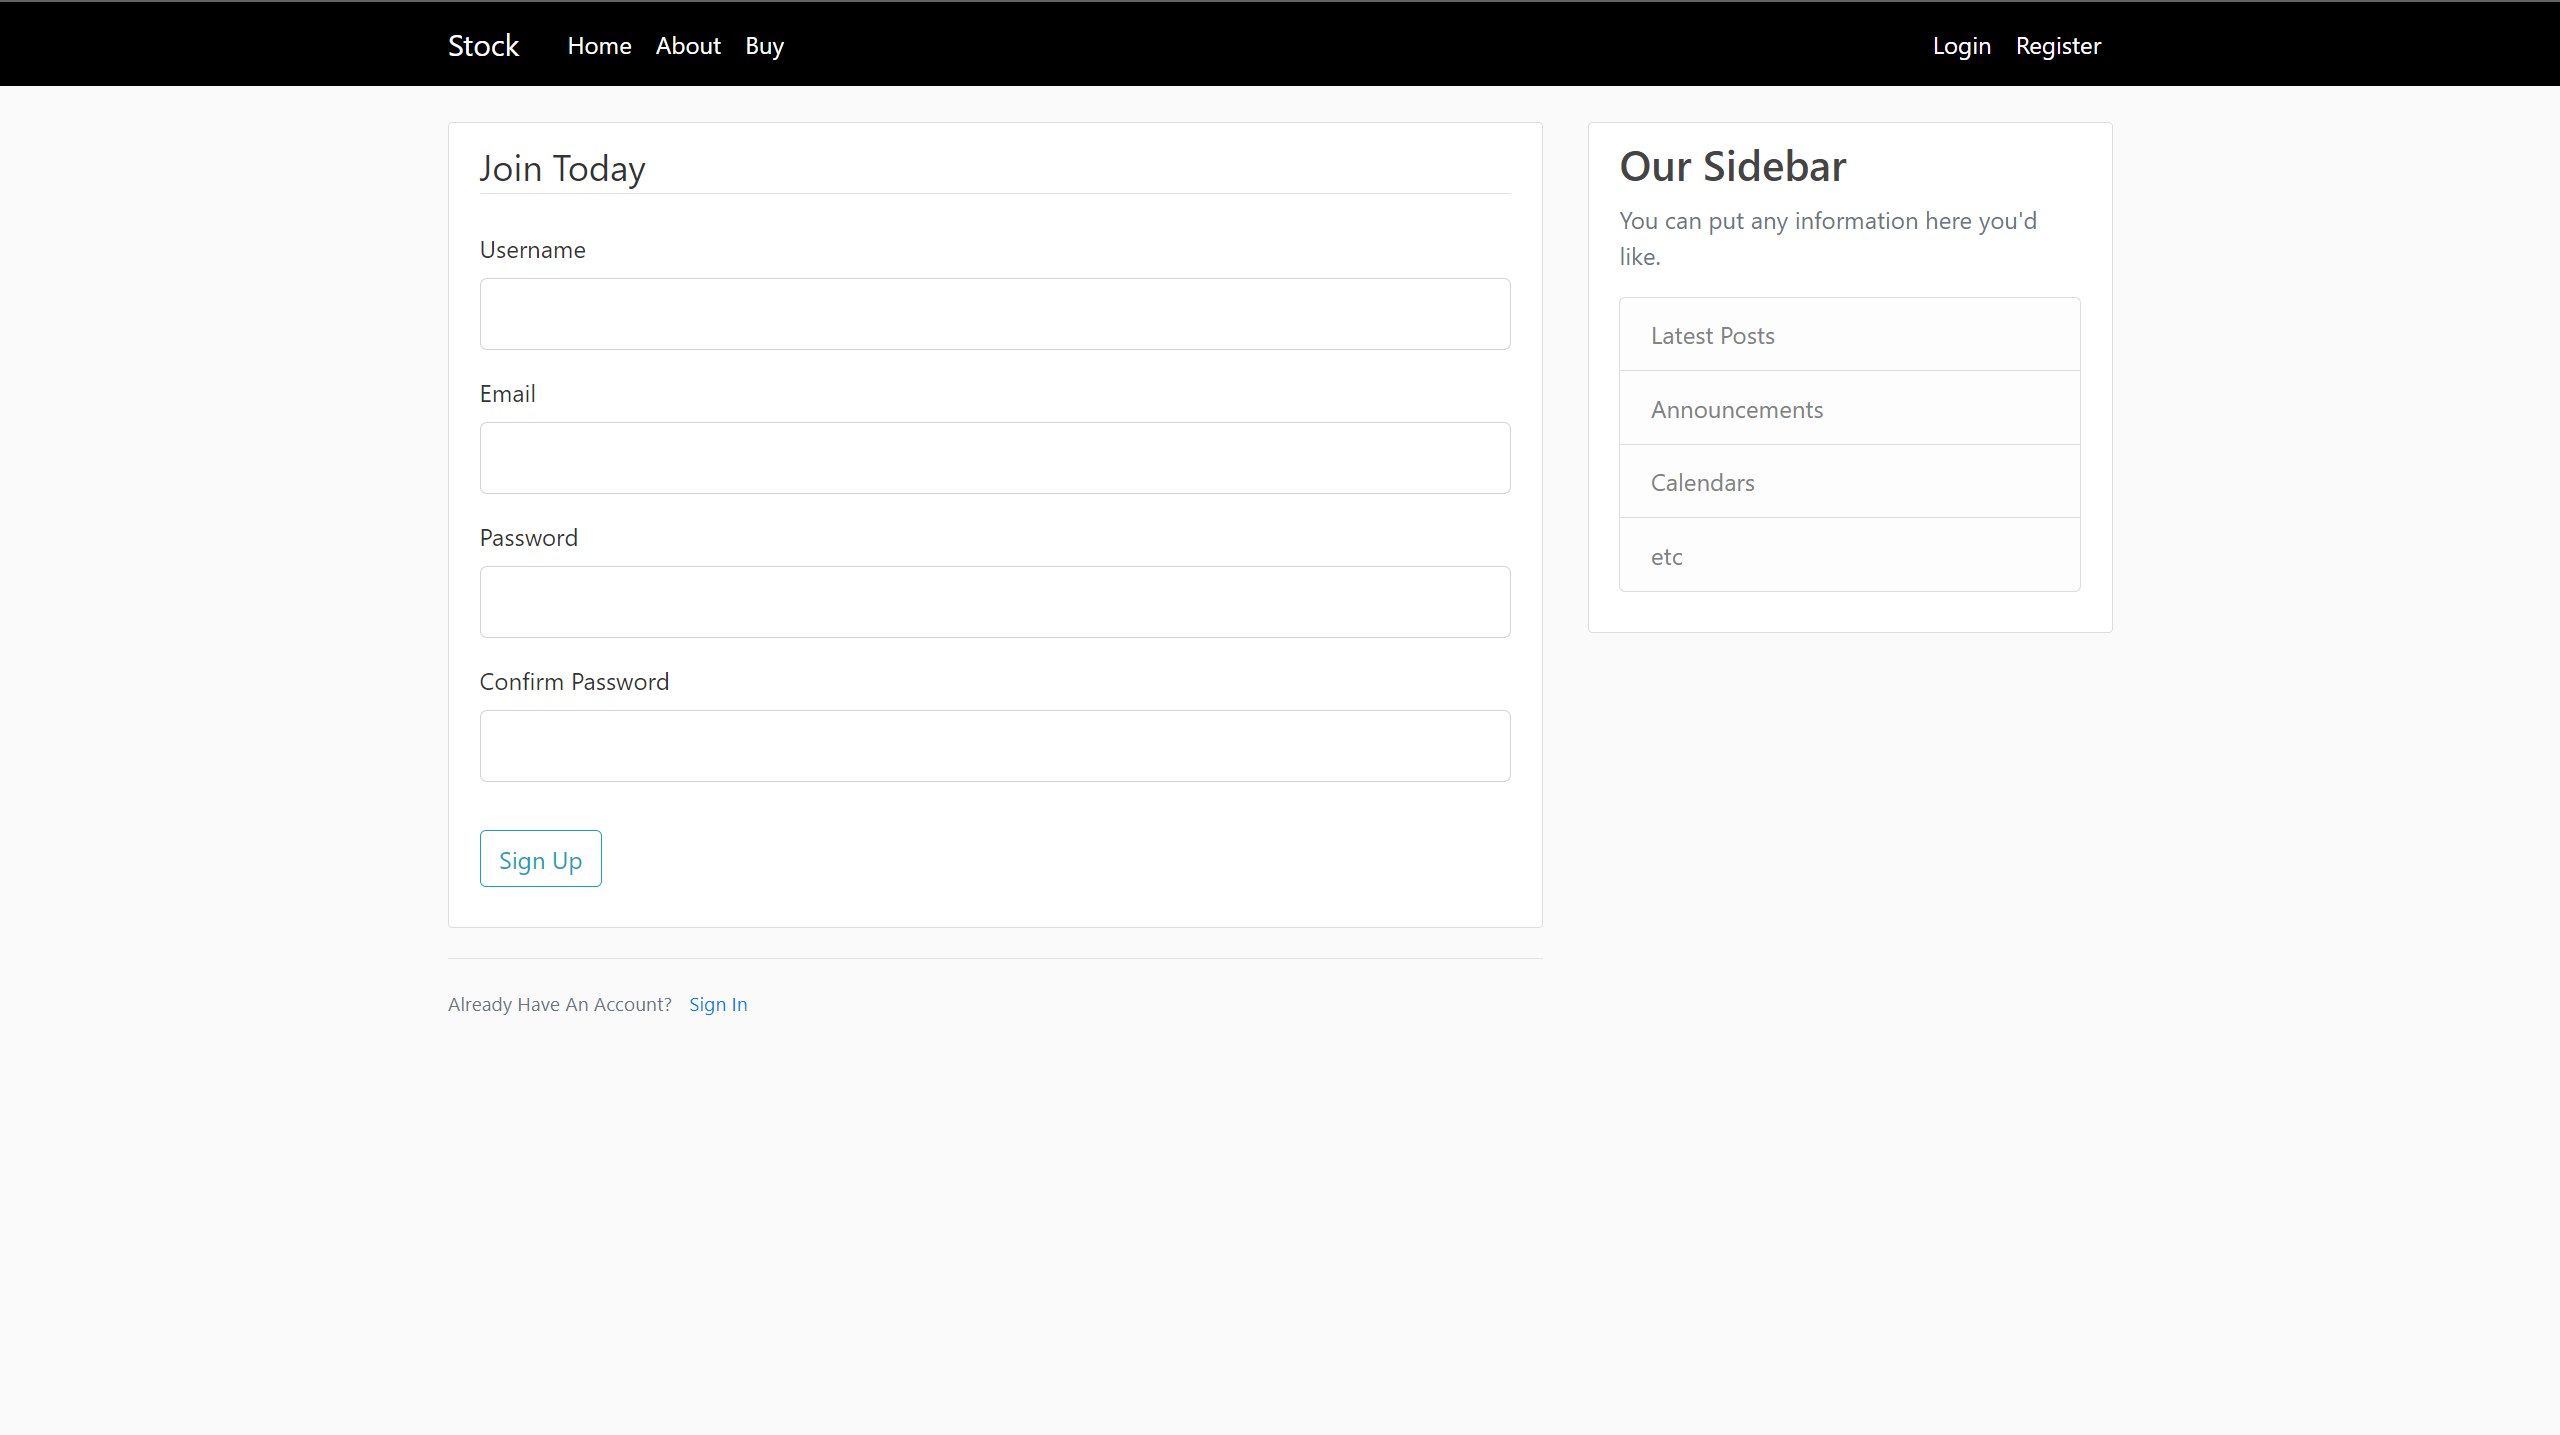 Stock Home About Buy Login Register
Join Today
Username
Email
Password
Confirm Password
Sign Up
Already Have An Account? Sign In
Our Sidebar
You can put any information here you'd
like.
Latest Posts
Announcements
Calendars
etc